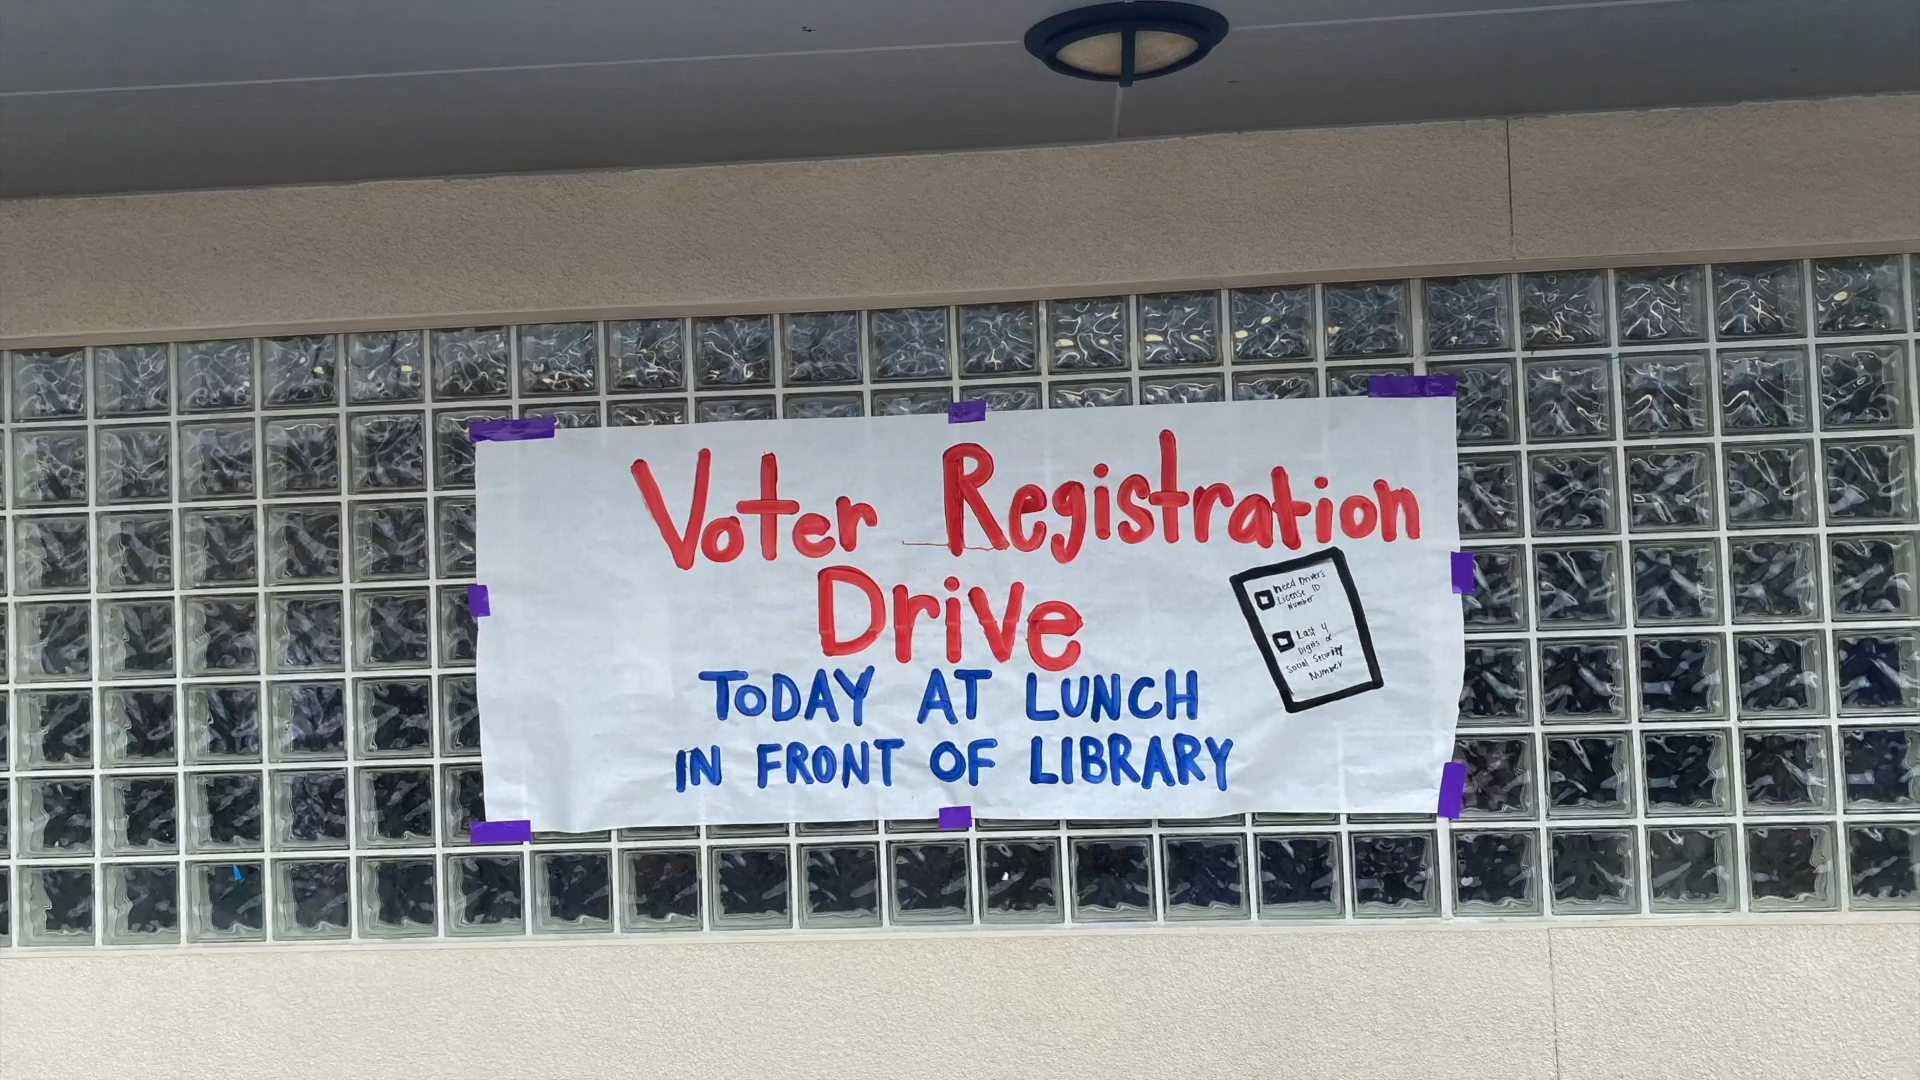 Voter Registration
Drive
TODAY AT LUNCH
IN FRONT OF LIBRARY
need Drivers
License ID
Number
Last 4
Digits of
Social Security
Number